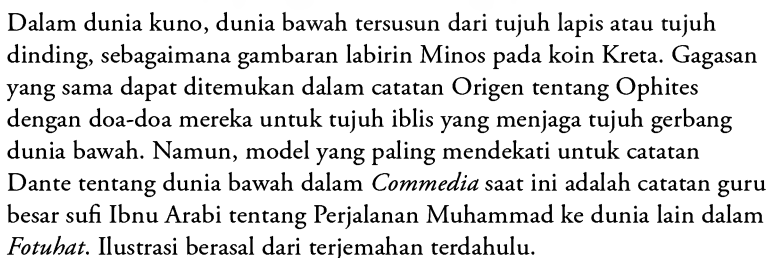 Dalam dunia kuno, dunia bawah tersusun dari tujuh lapis atau tujuh
dinding, sebagaimana gambaran labirin Minos pada koin Kreta. Gagasan
yang sama dapat ditemukan dalam catatan Origen tentang Ophites
dengan doa-doa mereka untuk tujuh iblis yang menjaga tujuh gerbang
dunia bawah. Namun, model yang paling mendekati untuk catatan
Dante tentang dunia bawah dalam Commedia saat ini adalah catatan guru
besar sufi Ibnu Arabi tentang Perjalanan Muhammad ke dunia lain dalam
Fotuhat. Ilustrasi berasal dari terjemahan terdahulu.